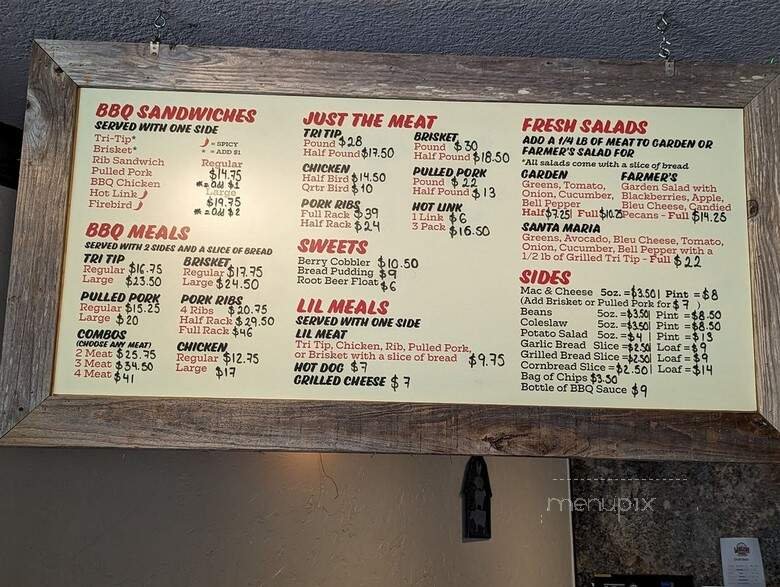 BBQ SANDWICHES
SERVED WITH ONE SIDE
Tri-Tip*
Brisket*
Rib Sandwich
Pulled Pork
BBQ Chicken
Hot Link
Firebird
= SPICY
* = ADD $1
Regular
$14.75
* = Add $1
Large
$19.75
* = Add $2
BBQ MEALS
SERVED WITH 2 SIDES AND A SLICE OF BREAD
TRI TIP
Regular $16.75
Large $23.50
PULLED PORK
Regular $15.25
Large $20
COMBOS
(CHOOSE ANY MEAT)
2 Meat $25.75
3 Meat $34.50
4 Meat $41
BRISKET
Regular $17.75
Large $24.50
PORK RIBS
4 Ribs $20.75
Half Rack $29.50
Full Rack $46
CHICKEN
Regular $12.75
Large $17
JUST THE MEAT
TRI TIP
Pound $28
Half Pound $17.50
CHICKEN
Half Bird $14.50
Qrtr Bird $10
PORK RIBS
Full Rack $39
Half Rack $24
BRISKET
Pound $30
Half Pound $18.50
PULLED PORK
Pound $22
Half Pound $13
HOT LINK
1 Link $6
3 Pack $16.50
SWEETS
Berry Cobbler $10.50
Bread Pudding $9
Root Beer Float $6
LIL MEALS
SERVED WITH ONE SIDE
LIL MEAT
Tri Tip, Chicken, Rib, Pulled Pork,
or Brisket with a slice of bread $9.75
HOT DOG $7
GRILLED CHEESE $7
FRESH SALADS
ADD A 1/4 LB OF MEAT TO GARDEN OR
FARMER'S SALAD FOR
*All salads come with a slice of bread
GARDEN
Greens, Tomato,
Onion, Cucumber,
Bell Pepper
Half $7.25 | Full $10.75
FARMER'S
Garden Salad with
Blackberries, Apple,
Bleu Cheese, Candied
Pecans - Full $14.25
SANTA MARIA
Greens, Avocado, Bleu Cheese, Tomato,
Onion, Cucumber, Bell Pepper with a
1/2 lb of Grilled Tri Tip - Full $22
SIDES
Mac & Cheese 5oz. = $3.50 | Pint = $8
(Add Brisket or Pulled Pork for $7 )
Beans 5oz. = $3.50 | Pint = $8.50
Coleslaw 5oz. = $3.50 | Pint = $8.50
Potato Salad 5oz. = $4 | Pint = $13
Garlic Bread Slice = $2.50 | Loaf = $9
Grilled Bread Slice = $2.50 | Loaf = $9
Cornbread Slice = $2.50 | Loaf = $14
Bag of Chips $3.50
Bottle of BBQ Sauce $9
menupix